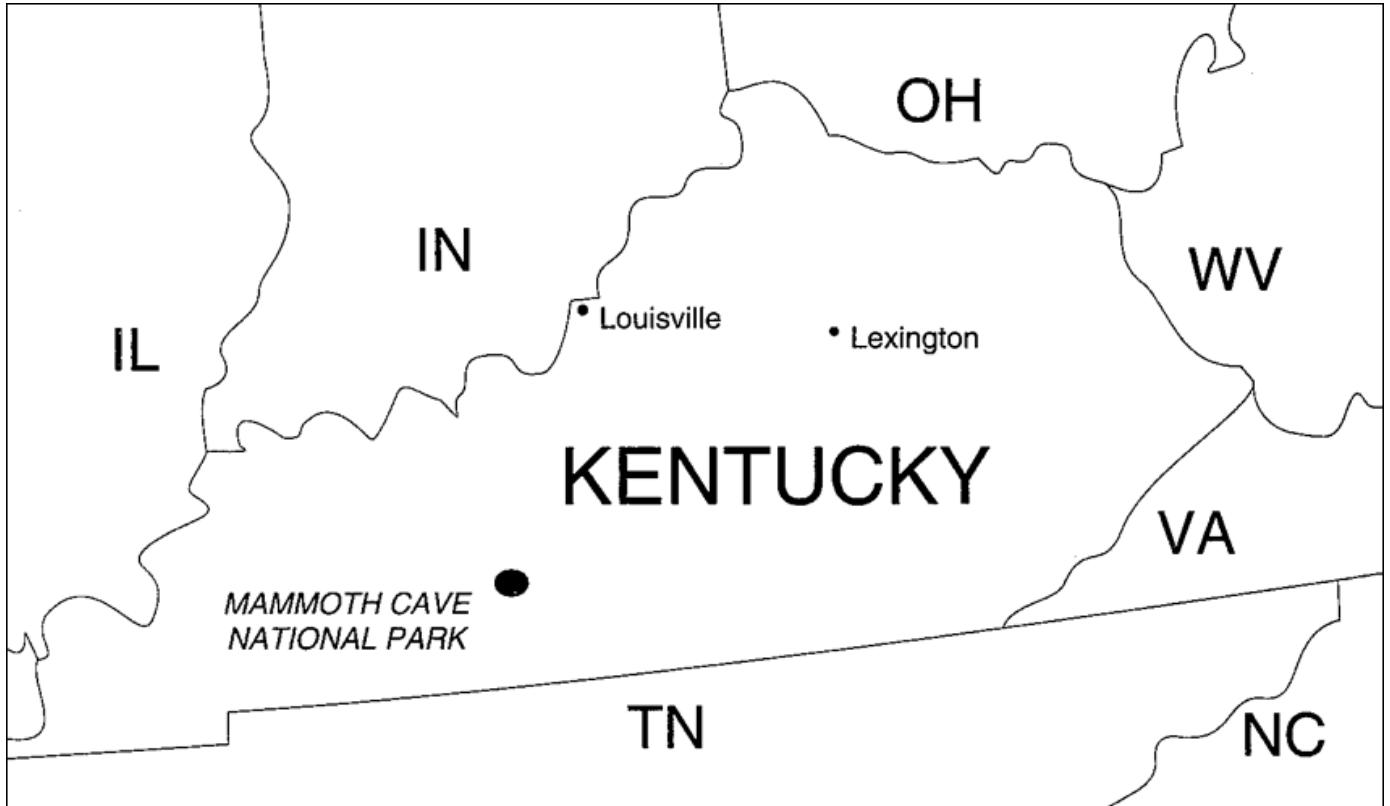 OH
IN
WV
Louisville
IL
Lexington
KENTUCKY
VA
MAMMOTH CAVE
NATIONAL PARK
TN
NC